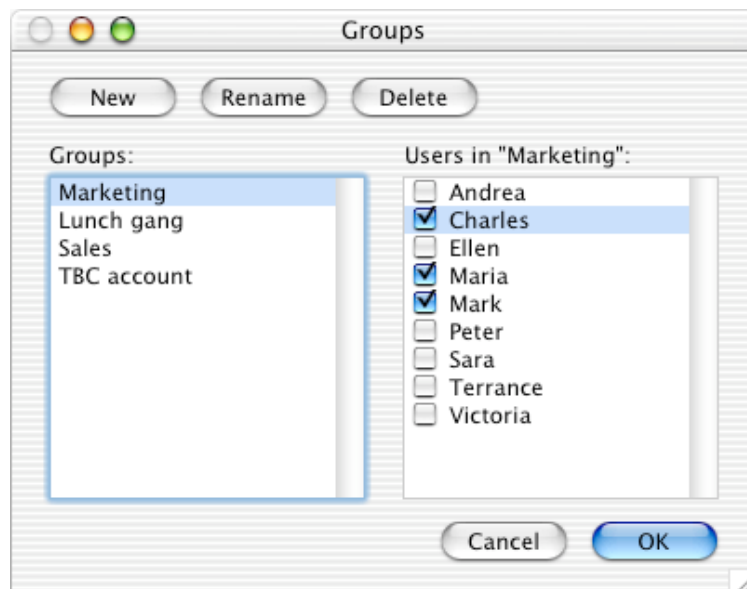 Groups
New Rename Delete
Groups:
Marketing
Lunch gang
Sales
TBC account
Users in "Marketing":
Andrea
Charles
Ellen
Maria
Mark
Peter
Sara
Terrance
Victoria
Cancel OK